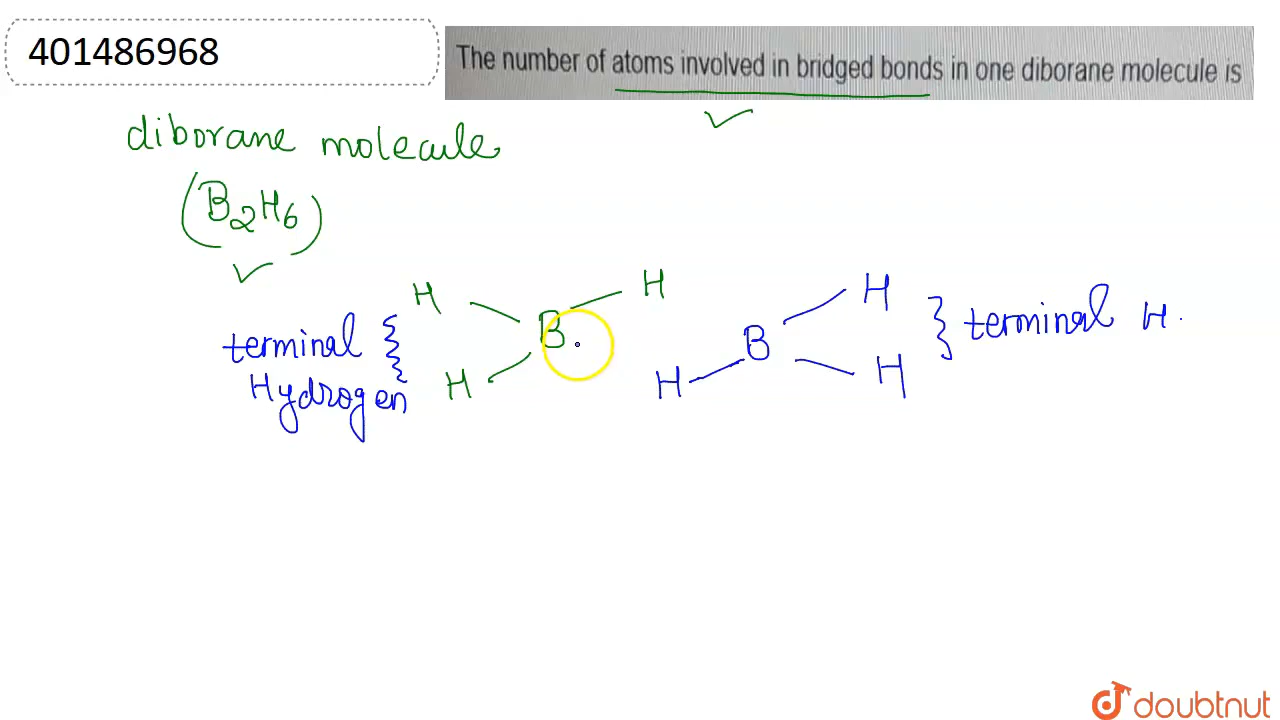 401486968
The number of atoms involved in bridged bonds in one diborane molecule is
diborane molecule
(B2H6)
H H H
B B
terminal
Hydrogen
H H H
terminal H.
doubtnut